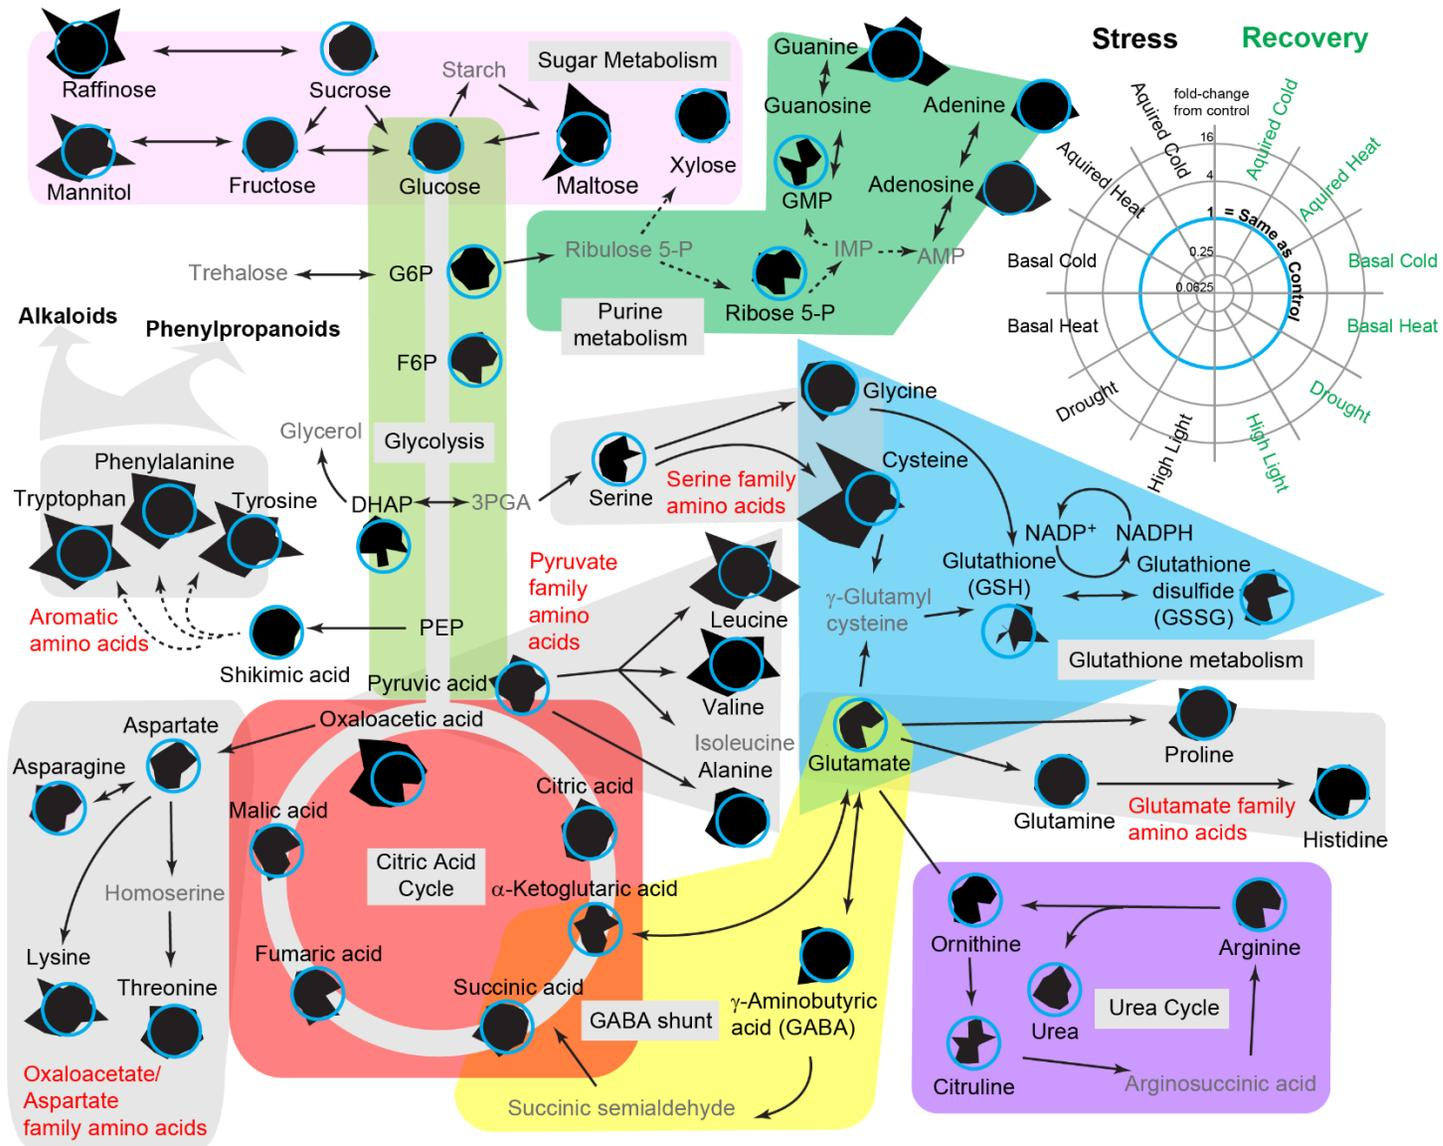 Stress
Recovery
fold-change
from control
16
4
1
= Same as Control
0.25
0.0625
Aquired Cold
Aquired Heat
Basal Cold
Basal Heat
Drought
High Light
Aquired Cold
Aquired Heat
Basal Cold
Basal Heat
Drought
High Light
Sugar Metabolism
Raffinose
Sucrose
Starch
Mannitol
Fructose
Glucose
Maltose
Xylose
Guanine
Guanosine
Adenine
GMP
Adenosine
Ribulose 5-P
IMP
AMP
Ribose 5-P
Purine
metabolism
Trehalose
G6P
F6P
Alkaloids
Phenylpropanoids
Glycerol
Glycolysis
DHAP
3PGA
Phenylalanine
Tryptophan
Tyrosine
Aromatic
amino acids
Shikimic acid
PEP
Pyruvic acid
Serine
Serine family
amino acids
Glycine
Cysteine
NADP+
NADPH
Glutathione
(GSH)
Glutathione
disulfide
(GSSG)
γ-Glutamyl
cysteine
Glutathione metabolism
Pyruvate
family
amino
acids
Leucine
Valine
Isoleucine
Alanine
Glutamate
Proline
Glutamine
Glutamate family
amino acids
Histidine
Aspartate
Asparagine
Homoserine
Lysine
Threonine
Oxaloacetate/
Aspartate
family amino acids
Oxaloacetic acid
Citric acid
Malic acid
Citric Acid
Cycle
α-Ketoglutaric acid
Fumaric acid
Succinic acid
GABA shunt
γ-Aminobutyric
acid (GABA)
Succinic semialdehyde
Ornithine
Arginine
Urea
Urea Cycle
Citruline
Arginosuccinic acid